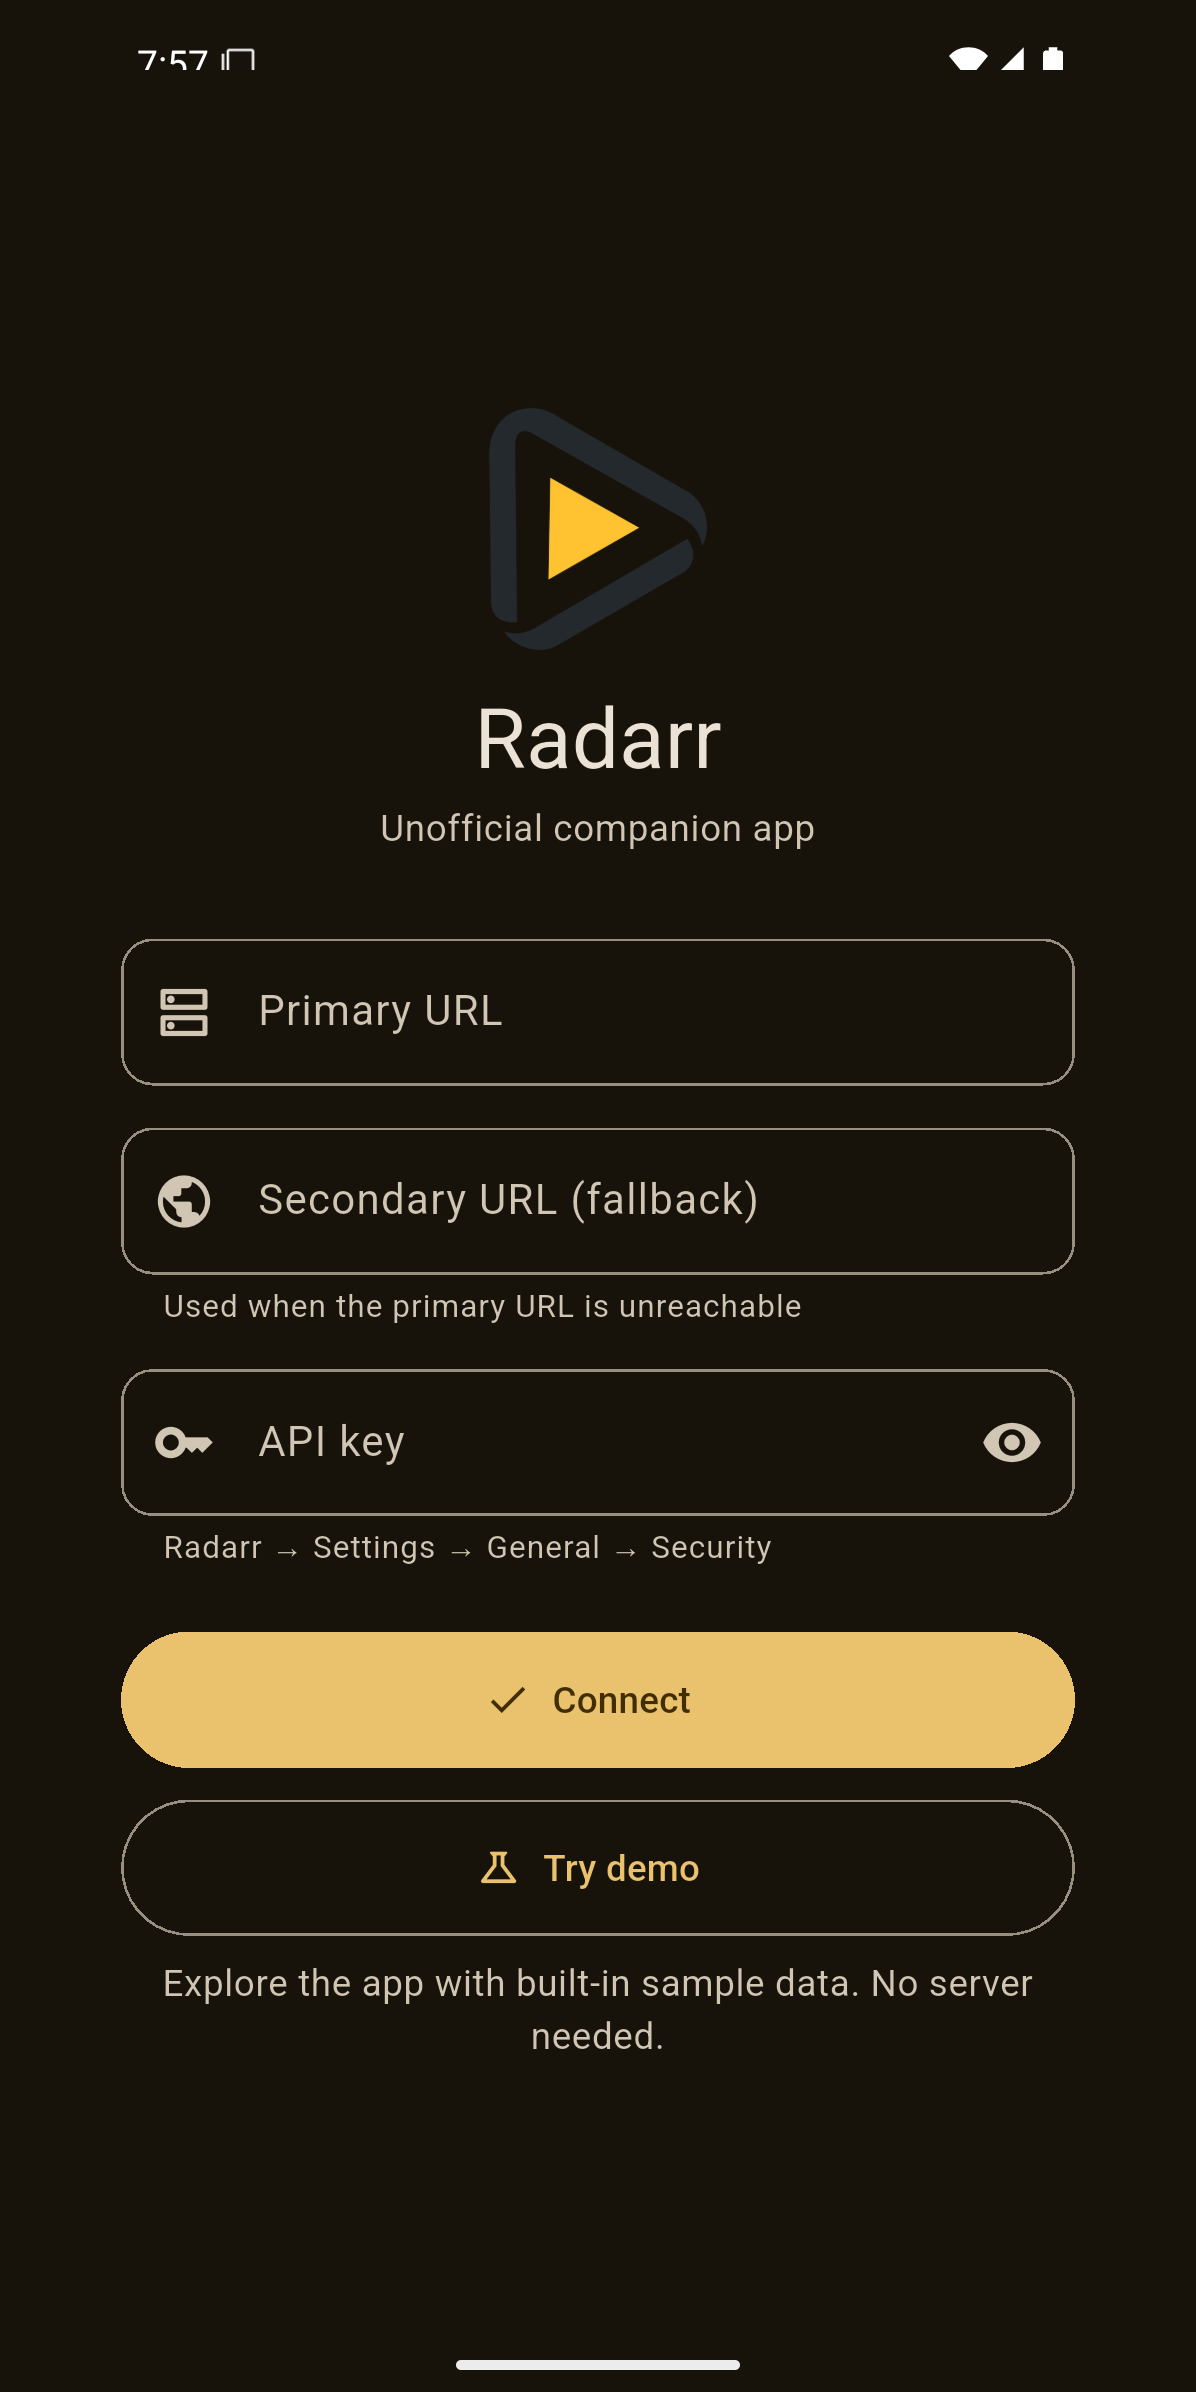 7:57
Radarr
Unofficial companion app
Primary URL
Secondary URL (fallback)
Used when the primary URL is unreachable
API key
Radarr → Settings → General → Security
Connect
Try demo
Explore the app with built-in sample data. No server
needed.